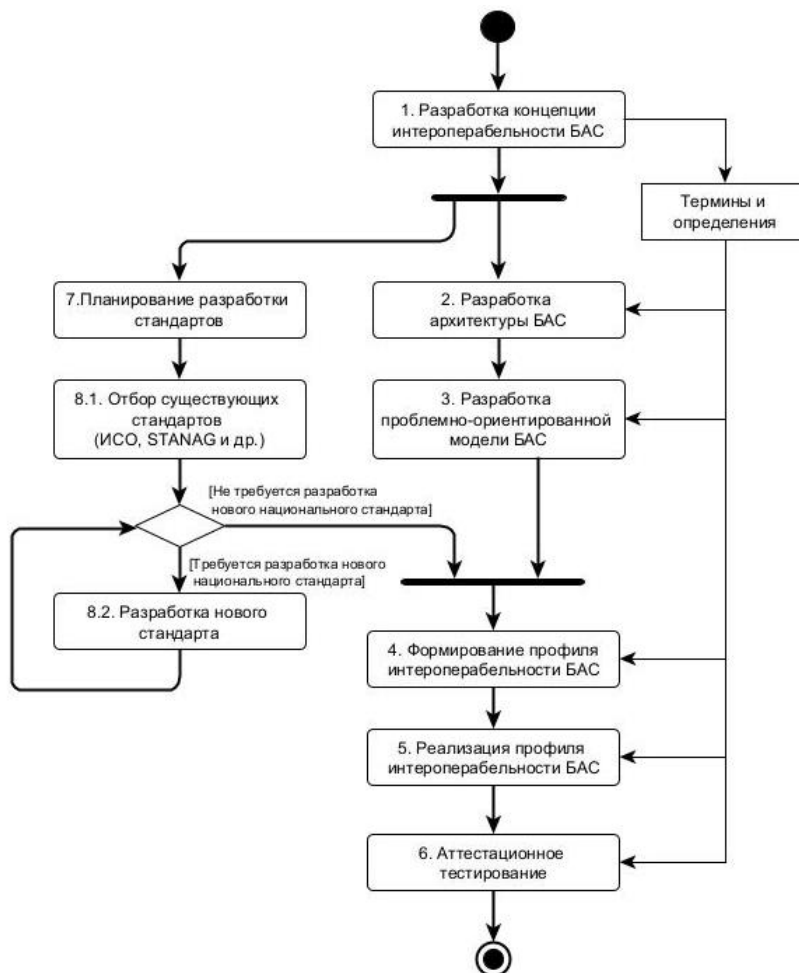 1. Разработка концепции
интероперабельности БАС
Термины и
определения
7.Планирование разработки
стандартов
2. Разработка
архитектуры БАС
8.1. Отбор существующих
стандартов
(ИСО, STANAG и др.)
3. Разработка
проблемно-ориентированной
модели БАС
[Не требуется разработка
нового национального стандарта]
[Требуется разработка нового
национального стандарта]
8.2. Разработка нового
стандарта
4. Формирование профиля
интероперабельности БАС
5. Реализация профиля
интероперабельности БАС
6. Аттестационное
тестирование